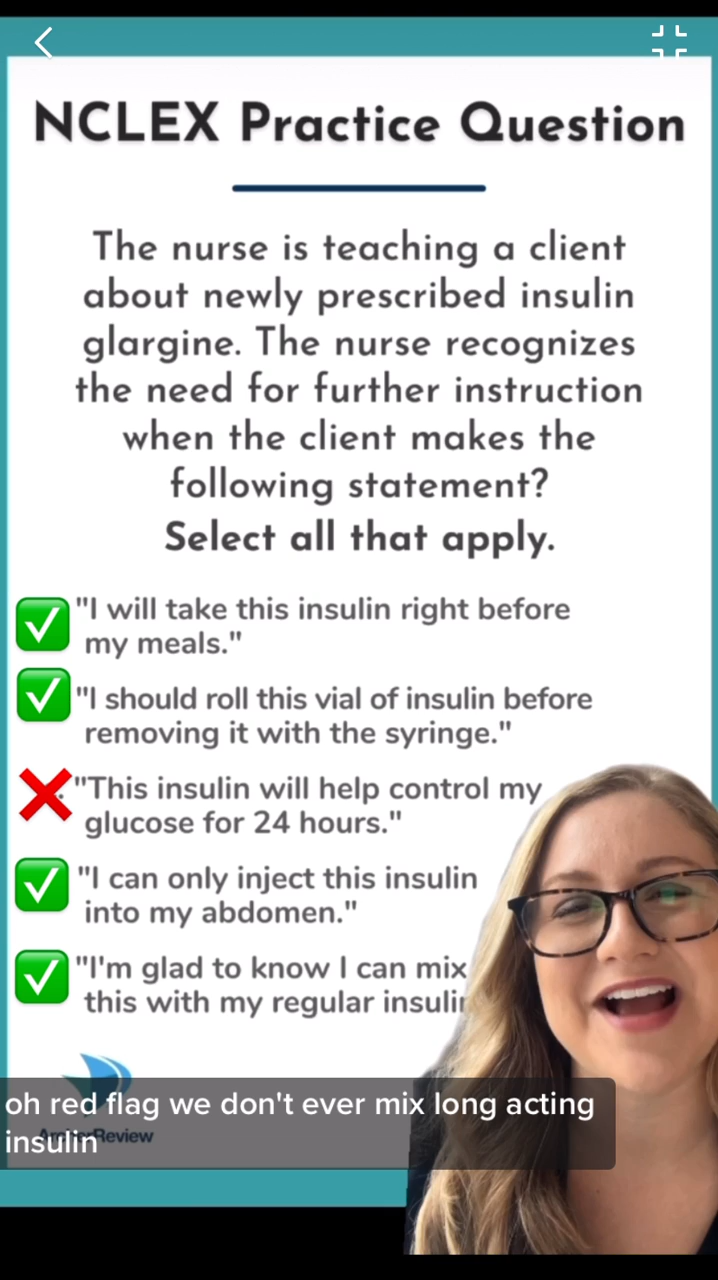 NCLEX Practice Question
The nurse is teaching a client
about newly prescribed insulin
glargine. The nurse recognizes
the need for further instruction
when the client makes the
following statement?
Select all that apply.
"I will take this insulin right before
my meals."
"I should roll this vial of insulin before
removing it with the syringe."
"This insulin will help control my
glucose for 24 hours."
"I can only inject this insulin
into my abdomen."
"I'm glad to know I can mix
this with my regular
oh red flag we don't ever mix long acting
insulin
Review